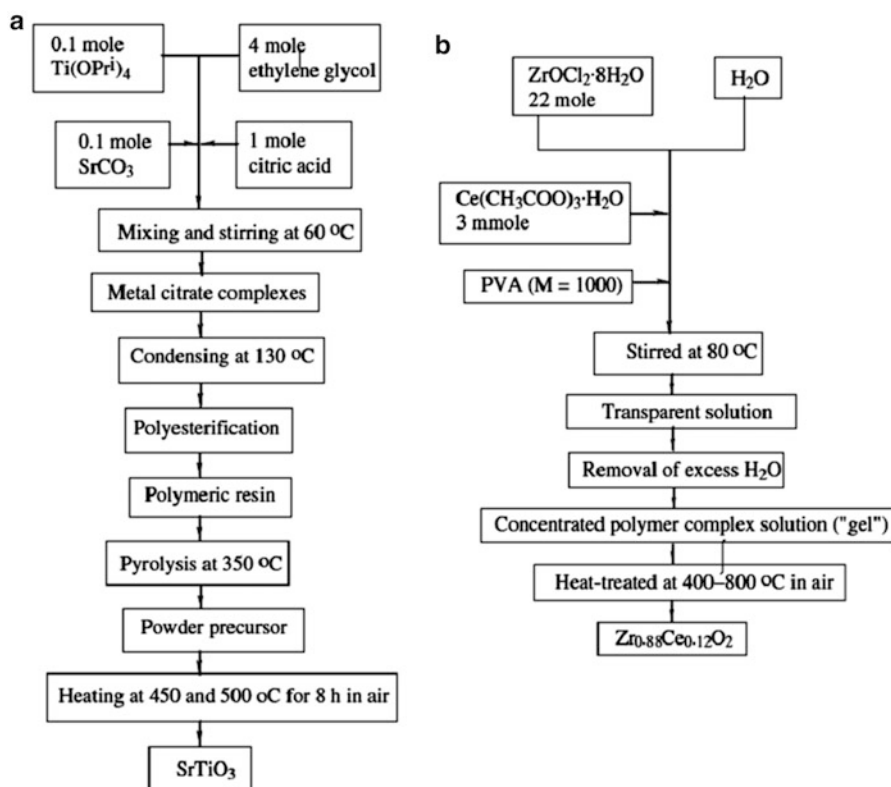 a
0.1 mole
Ti(OPrⁱ)₄
4 mole
ethylene glycol
0.1 mole
SrCO₃
1 mole
citric acid
Mixing and stirring at 60 ᴼC
Metal citrate complexes
Condensing at 130 ᴼC
Polyesterification
Polymeric resin
Pyrolysis at 350 ᴼC
Powder precursor
Heating at 450 and 500 oC for 8 h in air
SrTiO₃
b
ZrOCl₂·8H₂O
22 mole
H₂O
Ce(CH₃COO)₃·H₂O
3 mmole
PVA (M = 1000)
Stirred at 80 ᴼC
Transparent solution
Removal of excess H₂O
Concentrated polymer complex solution ("gel")
Heat-treated at 400–800 ᴼC in air
Zr₀.₈₈Ce₀.₁₂O₂